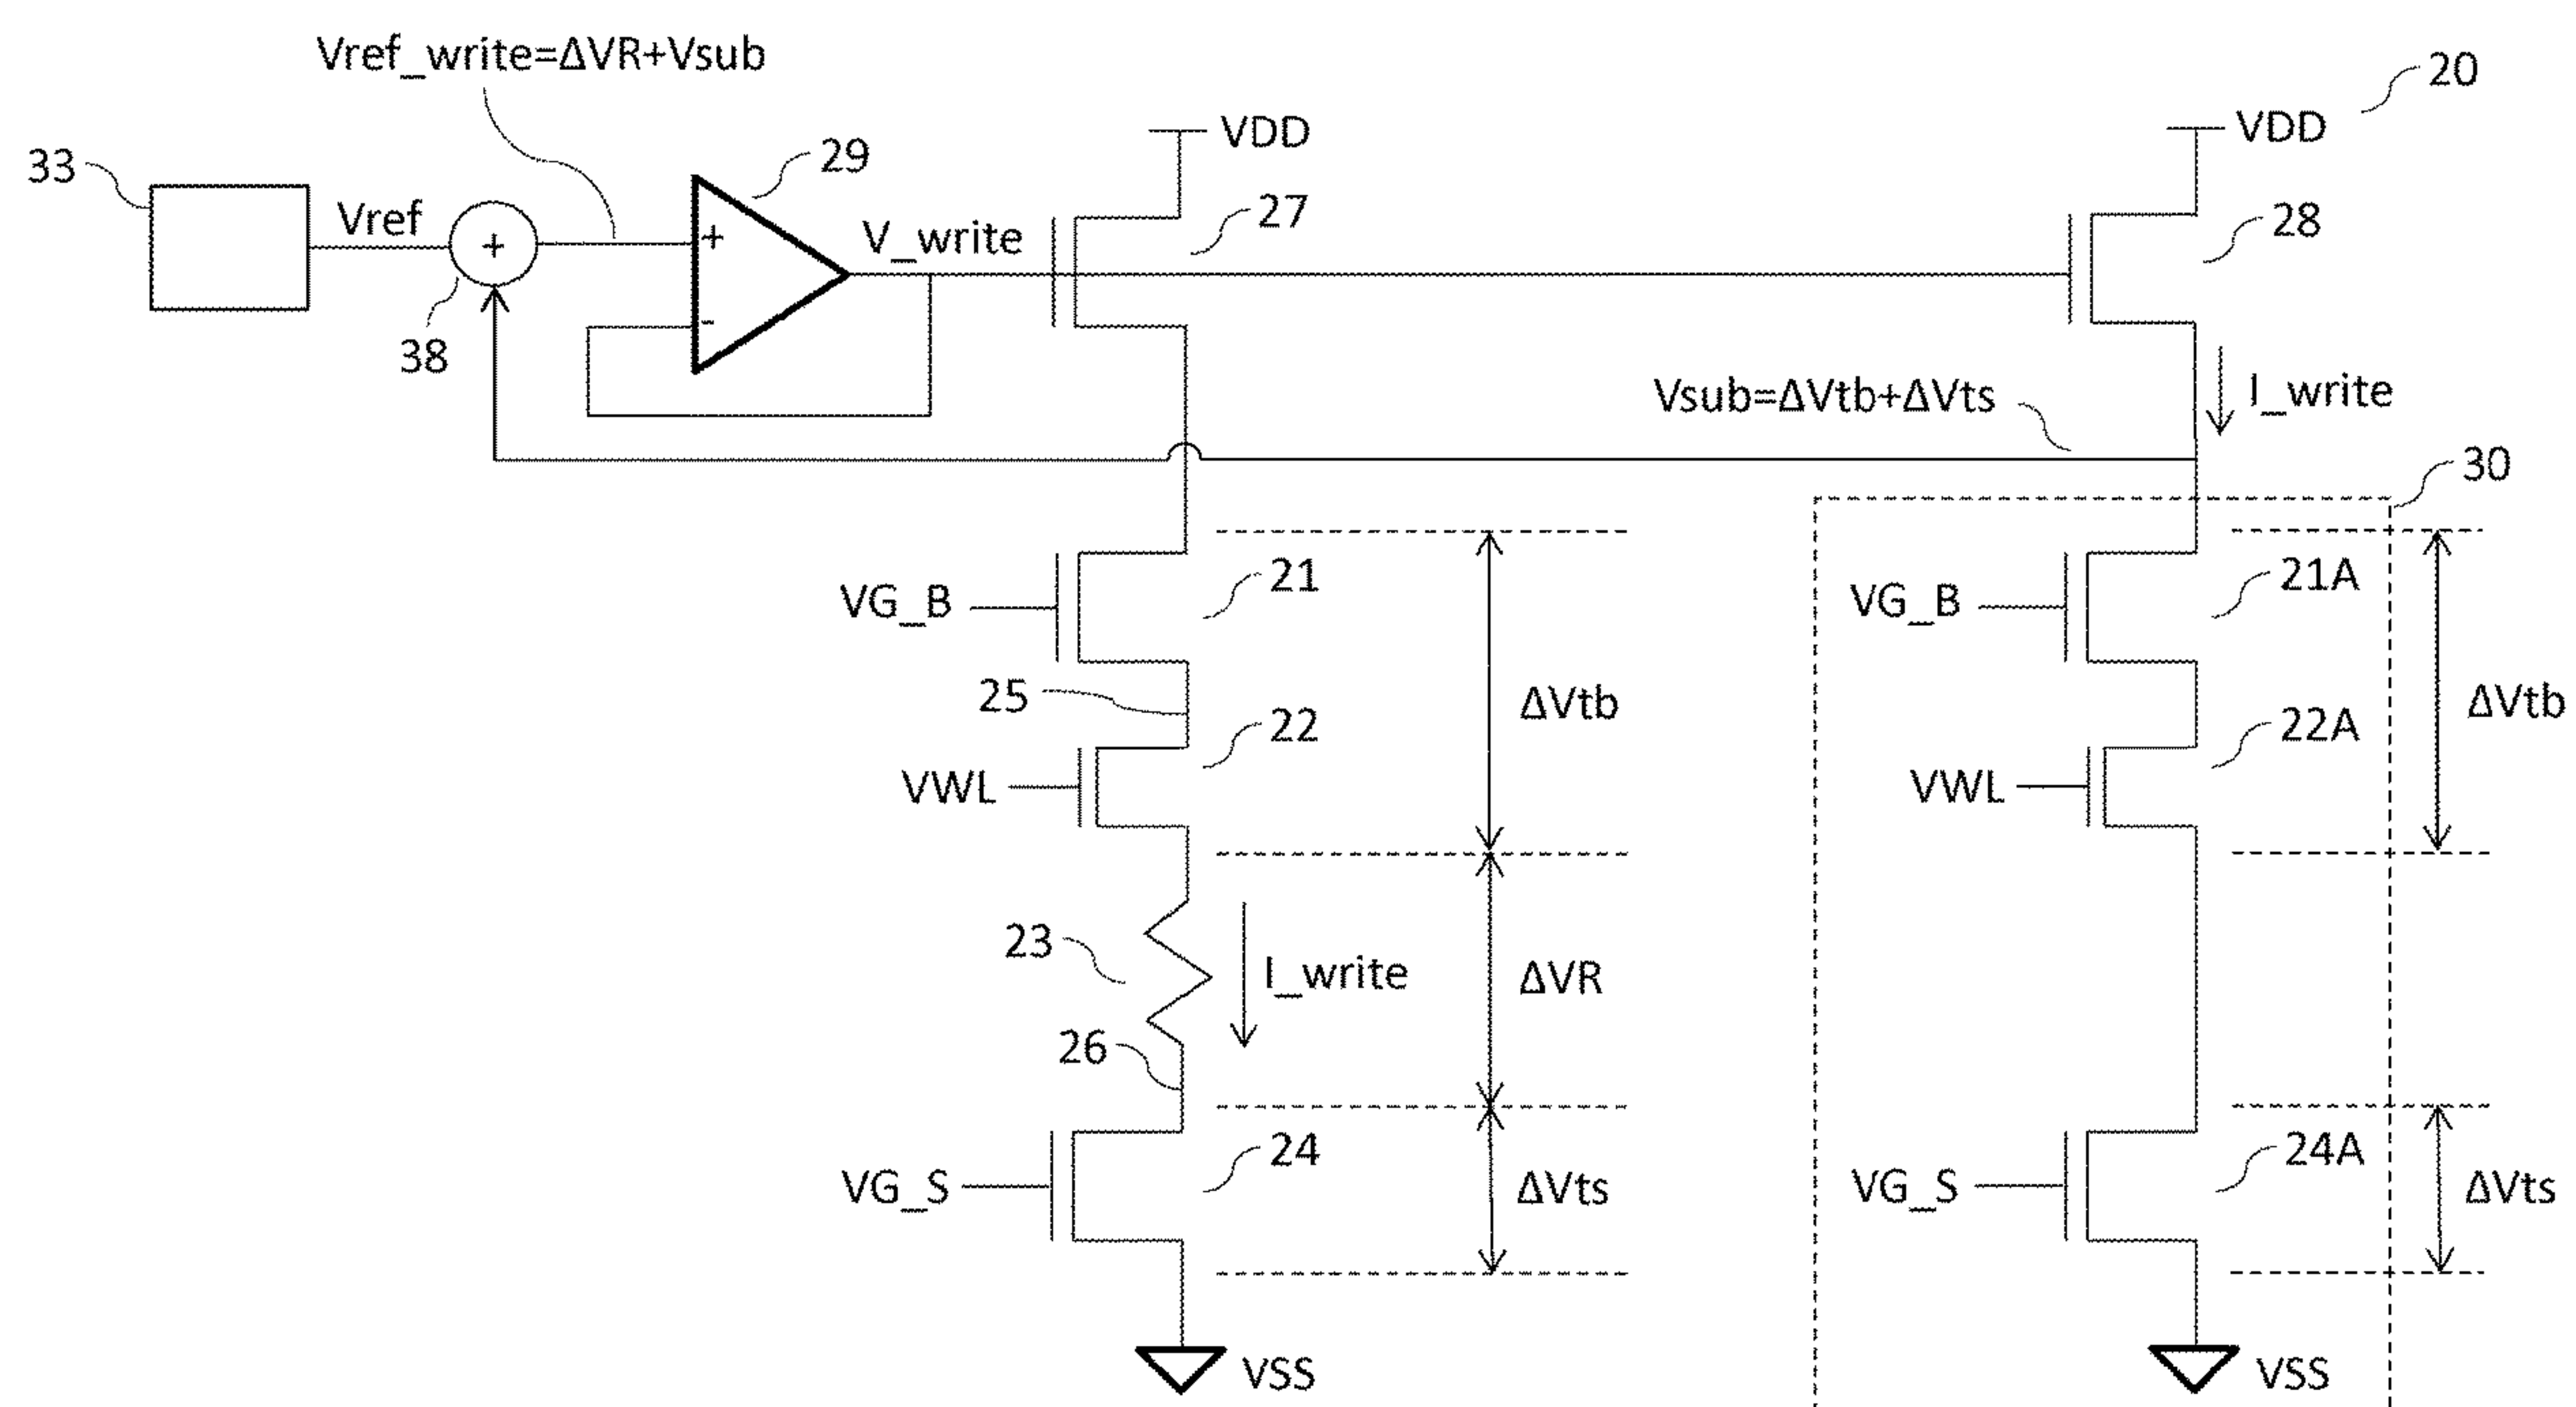 Vref_write=ΔVR+Vsub
20
VDD
VDD
33
29
Vref
+
+
V_write
27
28
-
38
Vsub=ΔVtb+ΔVts
I_write
30
VG_B
21
VG_B
21A
25
22
ΔVtb
22A
ΔVtb
VWL
VWL
23
I_write
ΔVR
26
VG_S
24
ΔVts
VG_S
24A
ΔVts
VSS
VSS